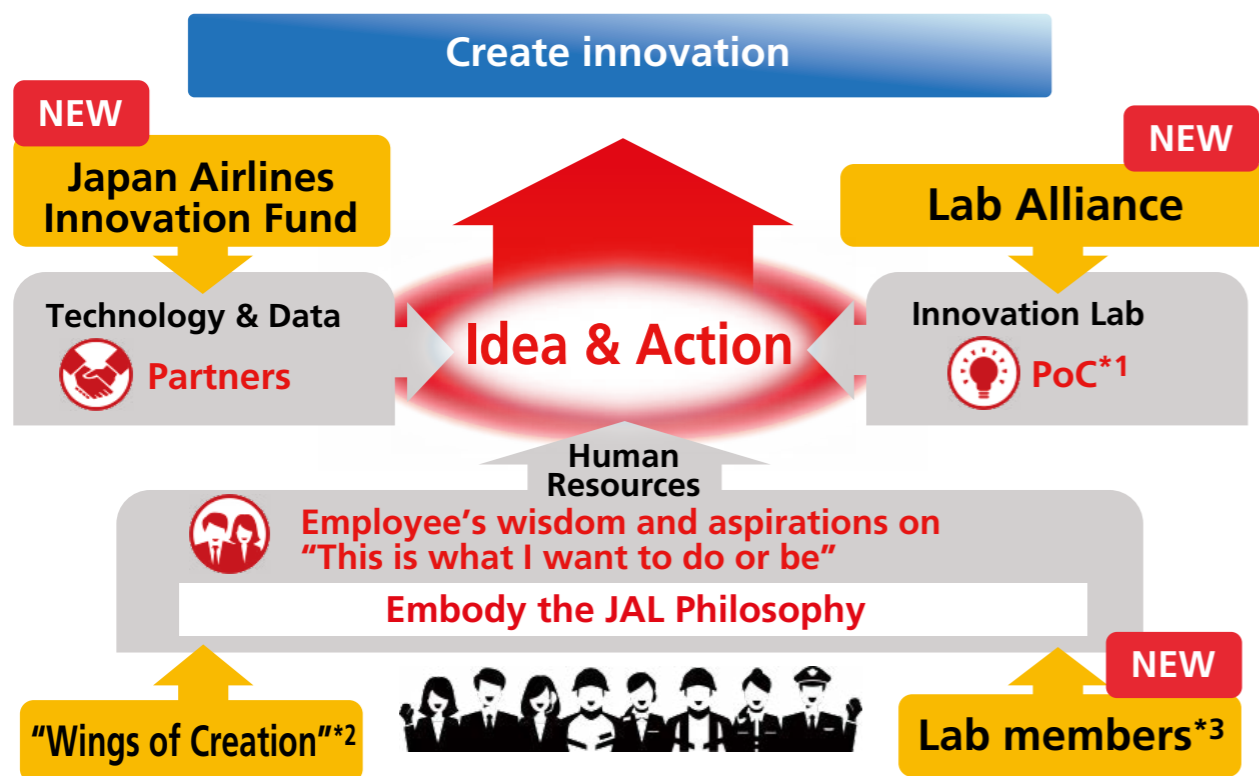 Create innovation
NEW
Japan Airlines
Innovation Fund
NEW
Lab Alliance
Technology & Data
Partners
Idea & Action
Innovation Lab
PoC*1
Human
Resources
Employee's wisdom and aspirations on
“This is what I want to do or be”
Embody the JAL Philosophy
“Wings of Creation”*2
NEW
Lab members*3